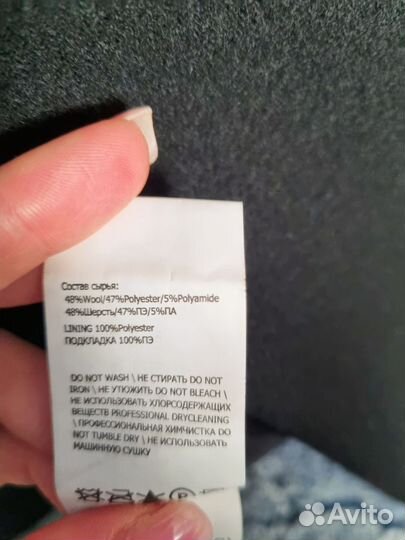 Состав сырья:
48%Wool/47%Polyester/5%Polyamide
48%Шерсть/47%ПЭ/5%ПА
LINING 100%Polyester
ПОДКЛАДКА 100%ПЭ
DO NOT WASH \ НЕ СТИРАТЬ DO NOT
IRON \ НЕ УТЮЖИТЬ DO NOT BLEACH \
НЕ ИСПОЛЬЗОВАТЬ ХЛОРСОДЕРЖАЩИХ
ВЕЩЕСТВ PROFESSIONAL DRYCLEANING
\ ПРОФЕССИОНАЛЬНАЯ ХИМЧИСТКА DO
NOT TUMBLE DRY \ НЕ ИСПОЛЬЗОВАТЬ
МАШИННУЮ СУШКУ
P
Avito